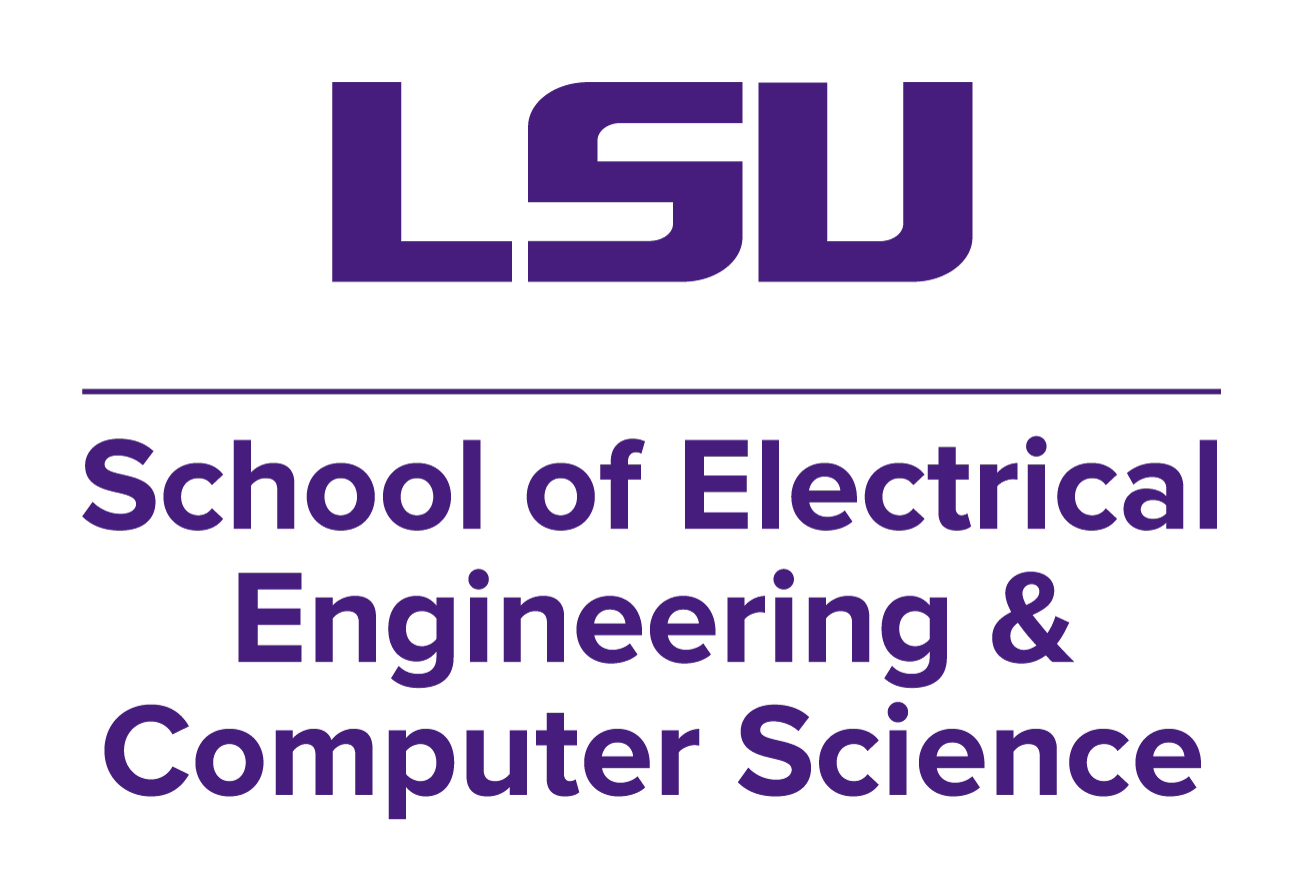 LSU
School of Electrical
Engineering &
Computer Science